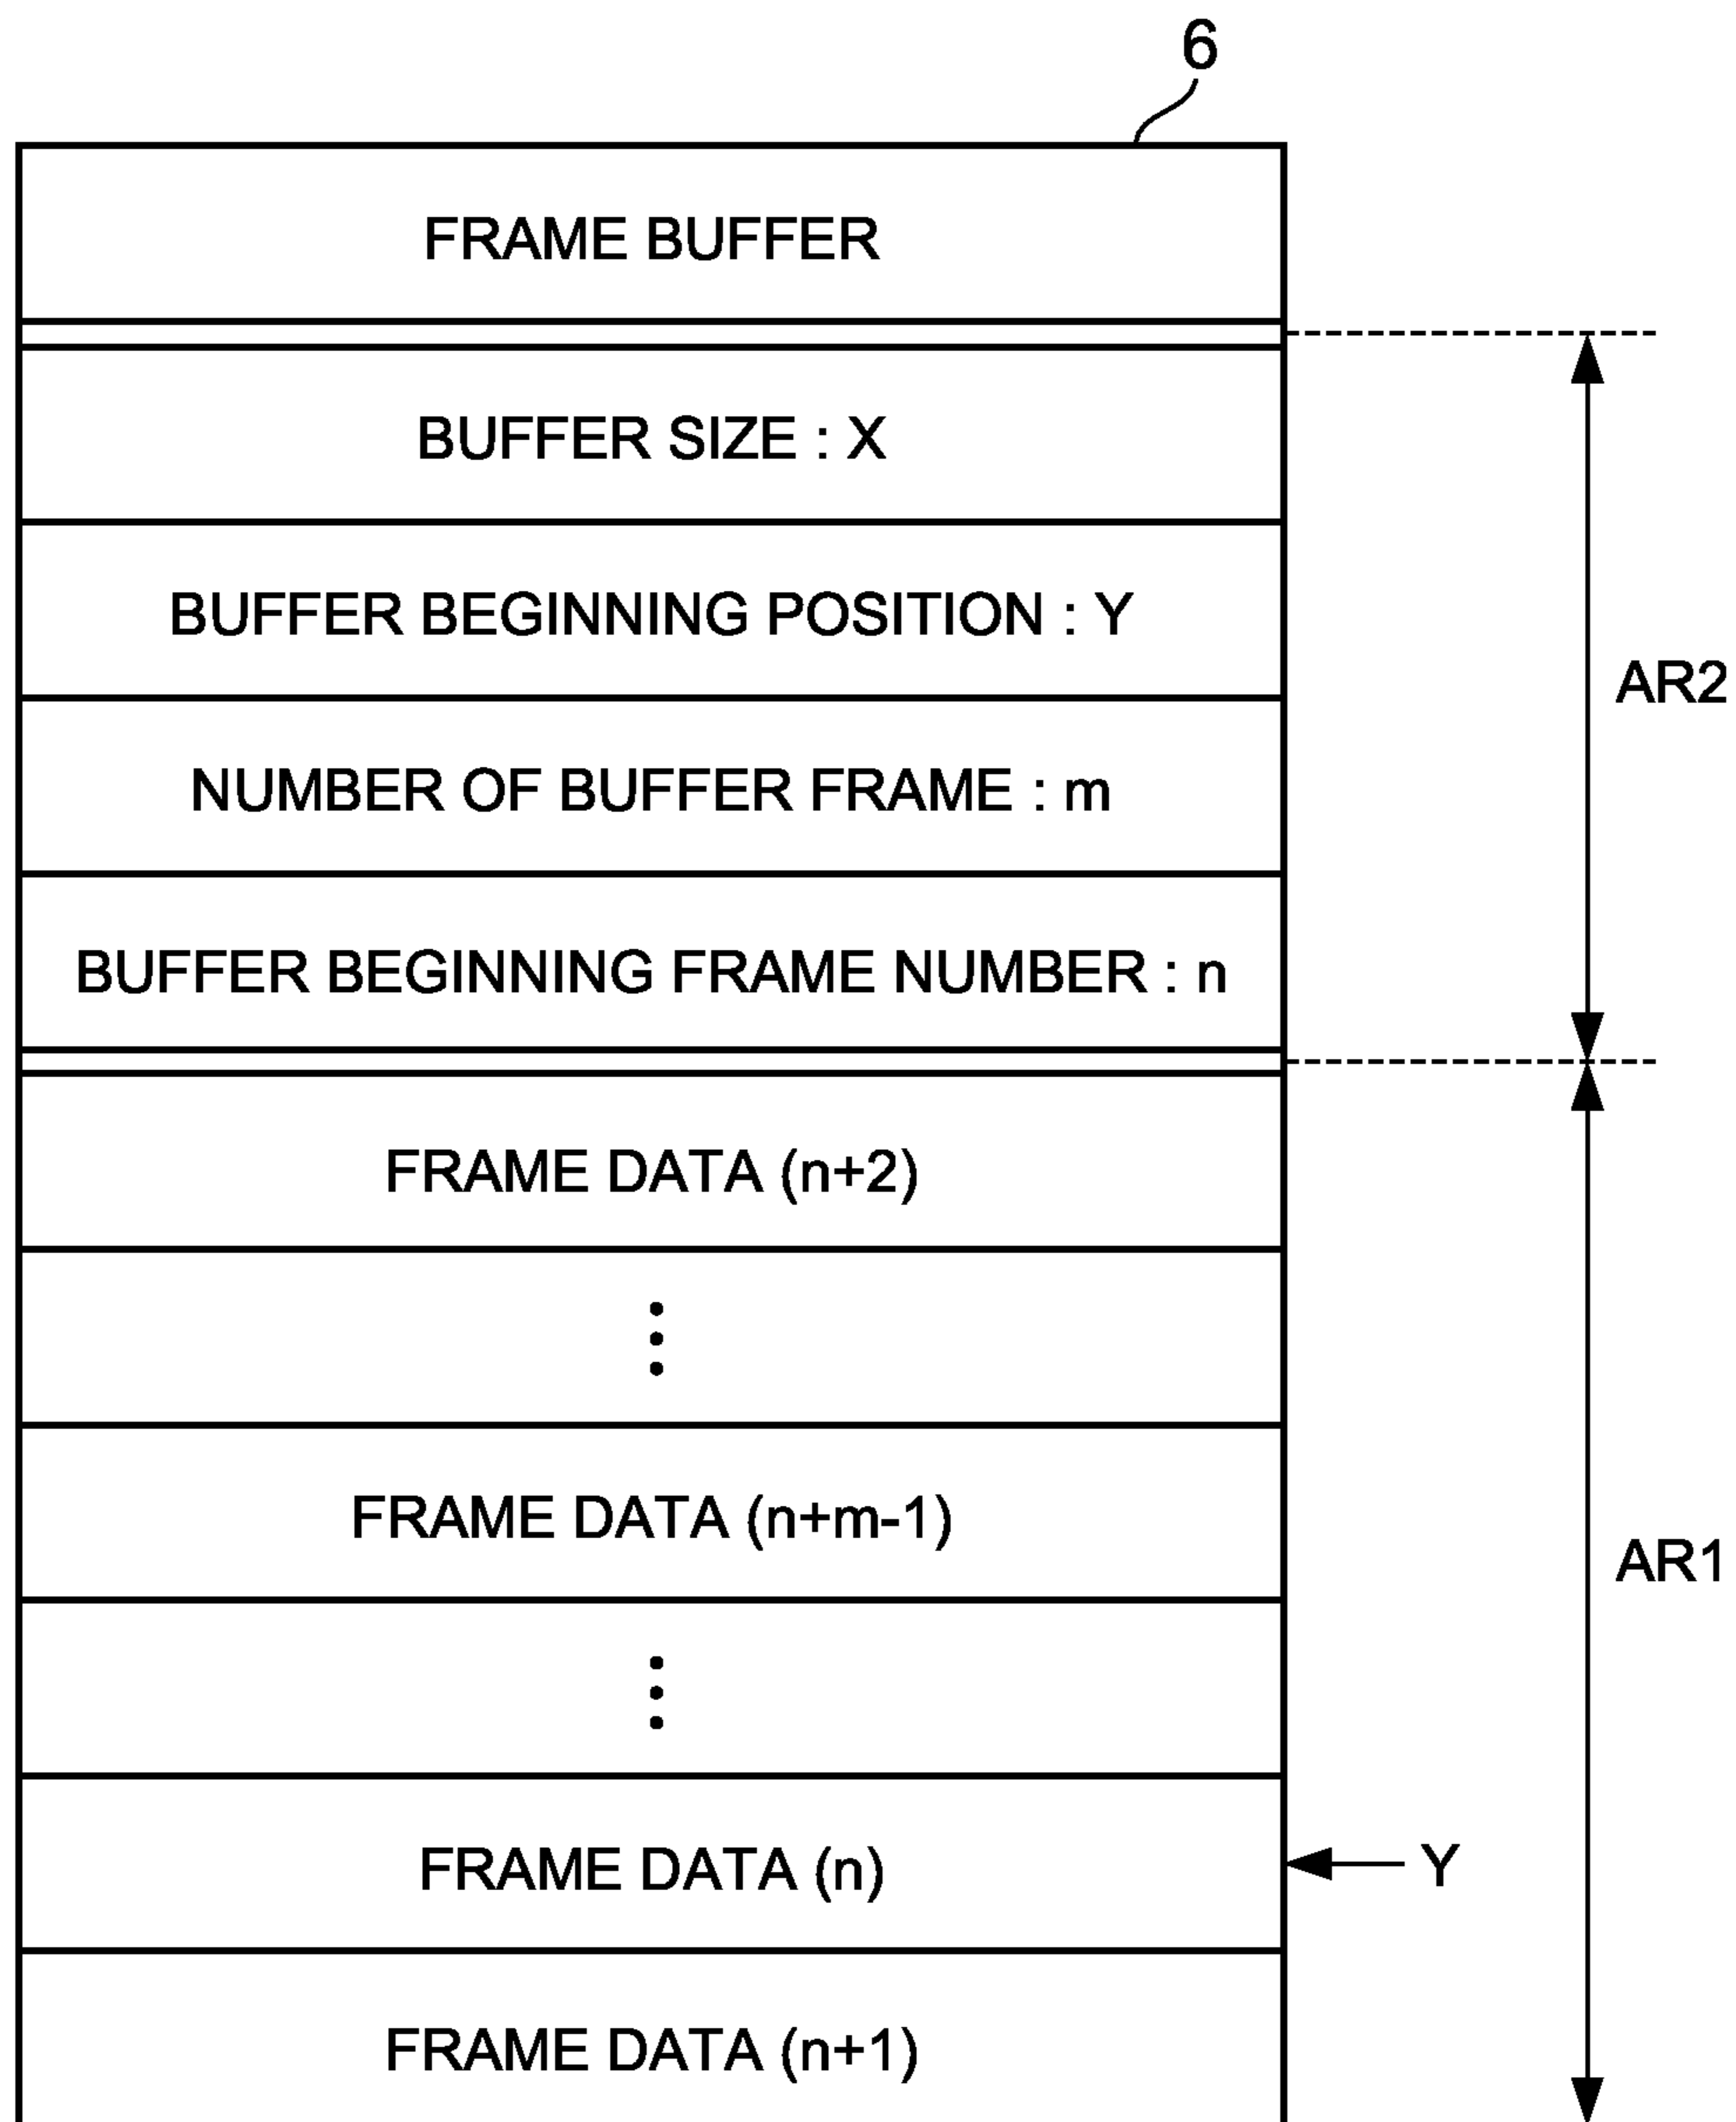 6
FRAME BUFFER
BUFFER SIZE : X
BUFFER BEGINNING POSITION : Y
AR2
NUMBER OF BUFFER FRAME : m
BUFFER BEGINNING FRAME NUMBER : n
FRAME DATA (n+2)
FRAME DATA (n+m-1)
AR1
FRAME DATA (n)
Y
FRAME DATA (n+1)